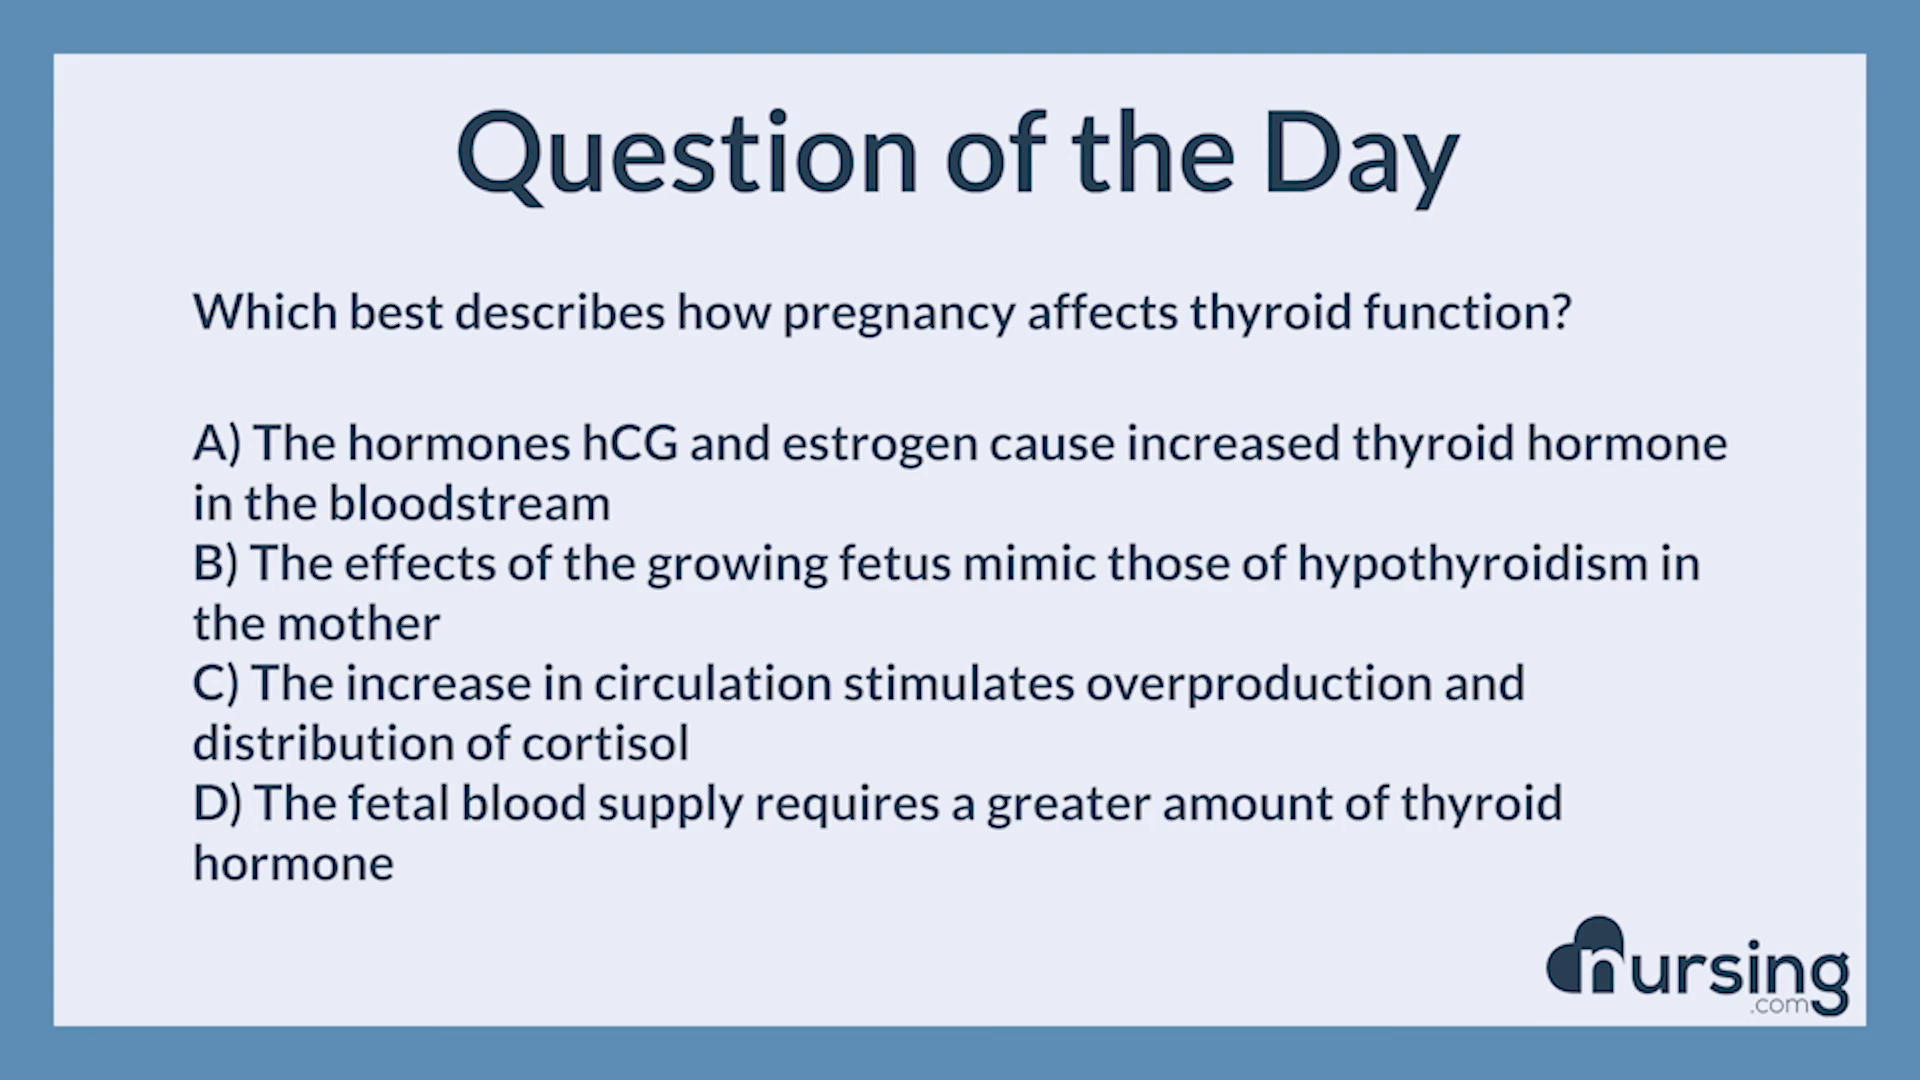 Question of the Day
Which best describes how pregnancy affects thyroid function?
A) The hormones hCG and estrogen cause increased thyroid hormone
in the bloodstream
B) The effects of the growing fetus mimic those of hypothyroidism in
the mother
C) The increase in circulation stimulates overproduction and
distribution of cortisol
D) The fetal blood supply requires a greater amount of thyroid
hormone
nursing
.com